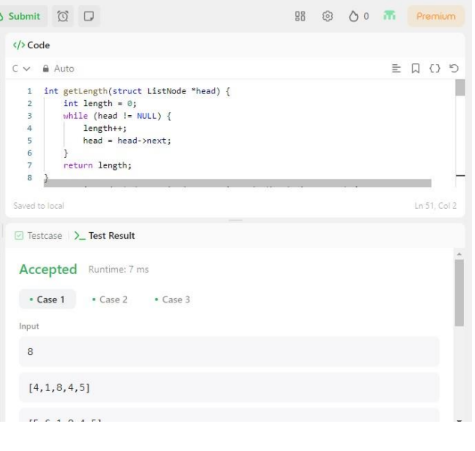 Submit 0 Premium
</> Code
C Auto
1 int getLength(struct ListNode *head) {
2 int length = 0;
3 while (head != NULL) {
4 length++;
5 head = head->next;
6 }
7 return length;
8 }
Saved to local Ln 51, Col 2
Testcase >_ Test Result
Accepted Runtime: 7 ms
• Case 1 • Case 2 • Case 3
Input
8
[4,1,8,4,5]